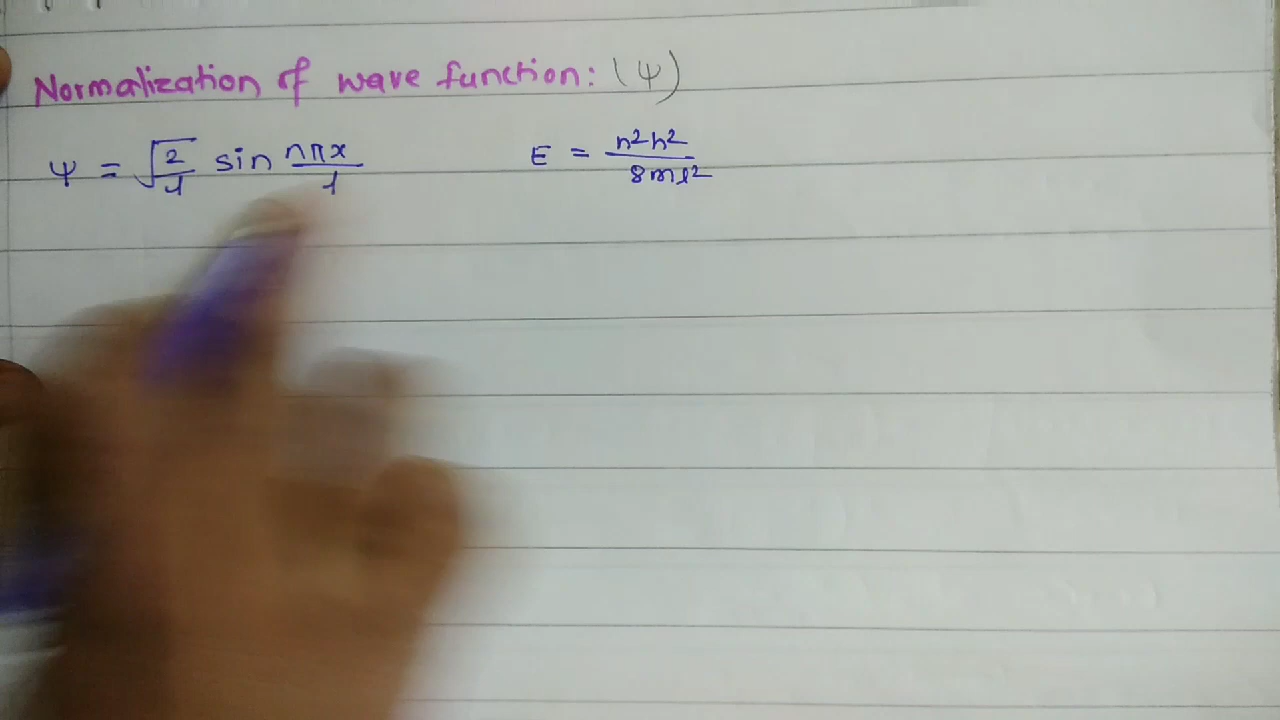 Normalization of wave function: (Ψ)
Ψ = √(2/l) sin nπx/l E = n²h²/8ml²